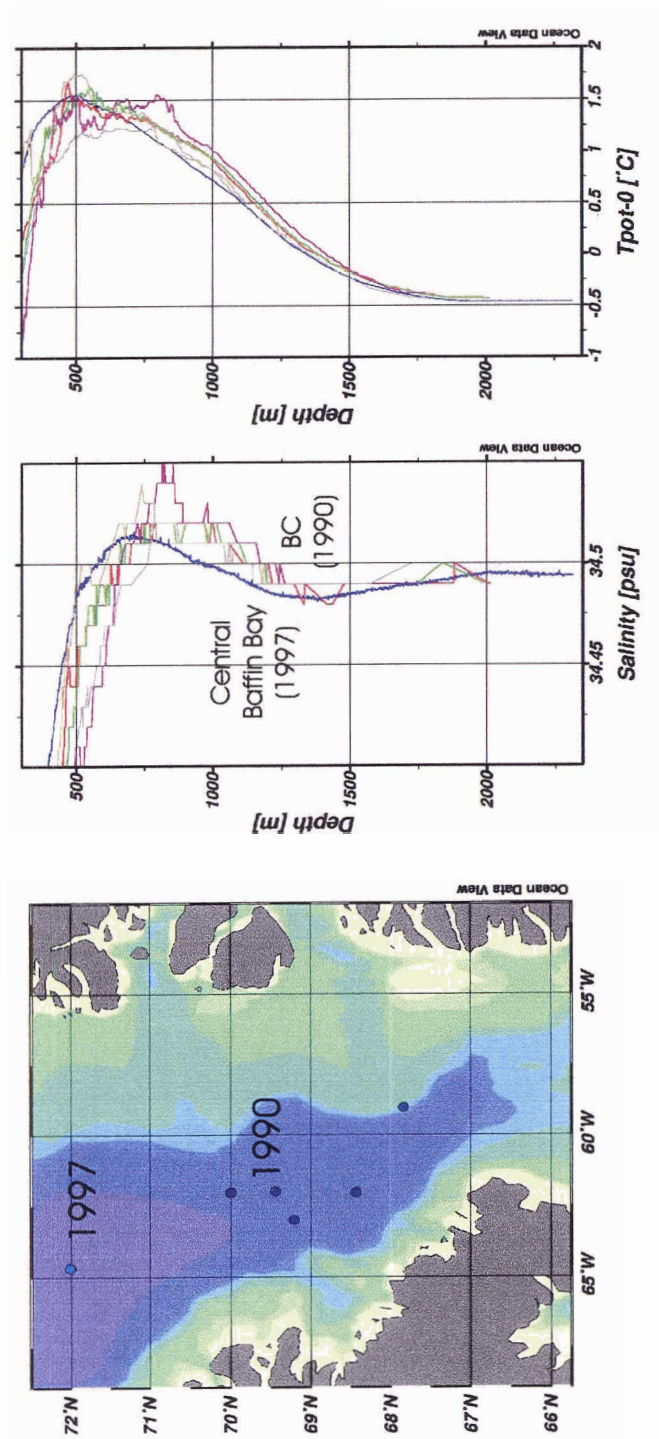 72˚N
71˚N
70˚N
69˚N
68˚N
67˚N
66˚N
1997
1990
65˚W
60˚W
55˚W
Ocean Data View
Depth [m]
500
1000
1500
2000
Central
Baffin Bay
(1997)
BC
(1990)
34.45
34.5
Salinity [psu]
Ocean Data View
Depth [m]
500
1000
1500
2000
-1
-0.5
0
0.5
1
1.5
2
Tpot-0 [˚C]
Ocean Data View